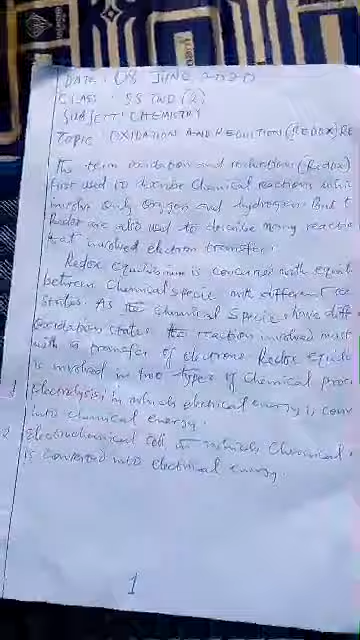 DATE: 08 JUNE 2020
CLASS: SS TWO (2)
SUBJECT: CHEMISTRY
TOPIC: OXIDATION AND REDUCTION (REDOX) RE
The term oxidation and reductions (Redox)
first used to describe Chemical reactions
involve only oxygen and hydrogen. But t
Redox are also used to describe many reactio
that involved electron transfer.
Redox Equilibrium is concerned with equil
between Chemical specie with different
States. As the Chemical Specie show diff
oxidation states the reaction involved must
with a transfer of electrons. Redox Equili
is involved in two types of Chemical proc
1 Electrolysis in which electrical energy is conv
into chemical energy.
2 Electrochemical cell in which Chemical
is converted into electrical energy.
1